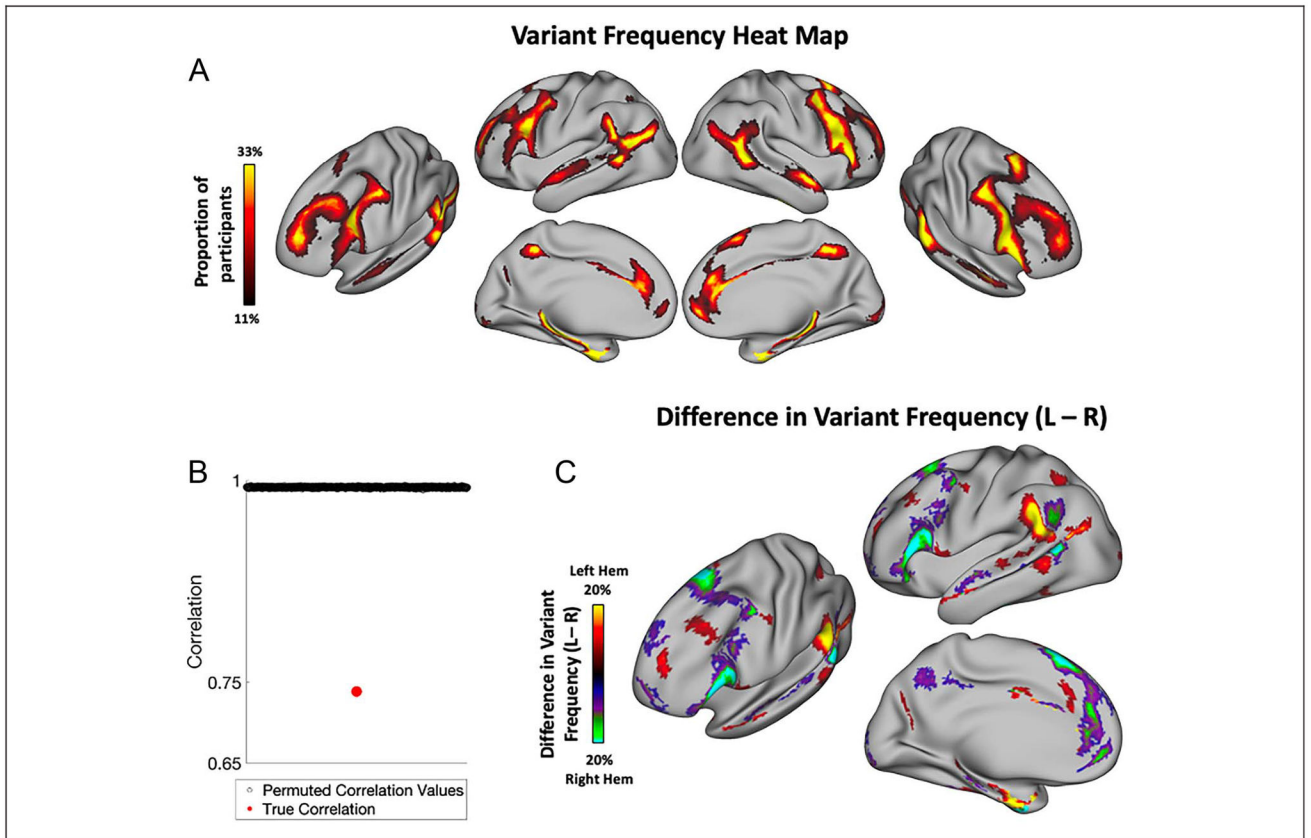 Variant Frequency Heat Map
A
33%
Proportion of
participants
11%
Difference in Variant Frequency (L – R)
B
1
Correlation
0.75
0.65
Permuted Correlation Values
True Correlation
C
Left Hem
20%
Difference in Variant
Frequency (L– R)
20%
Right Hem